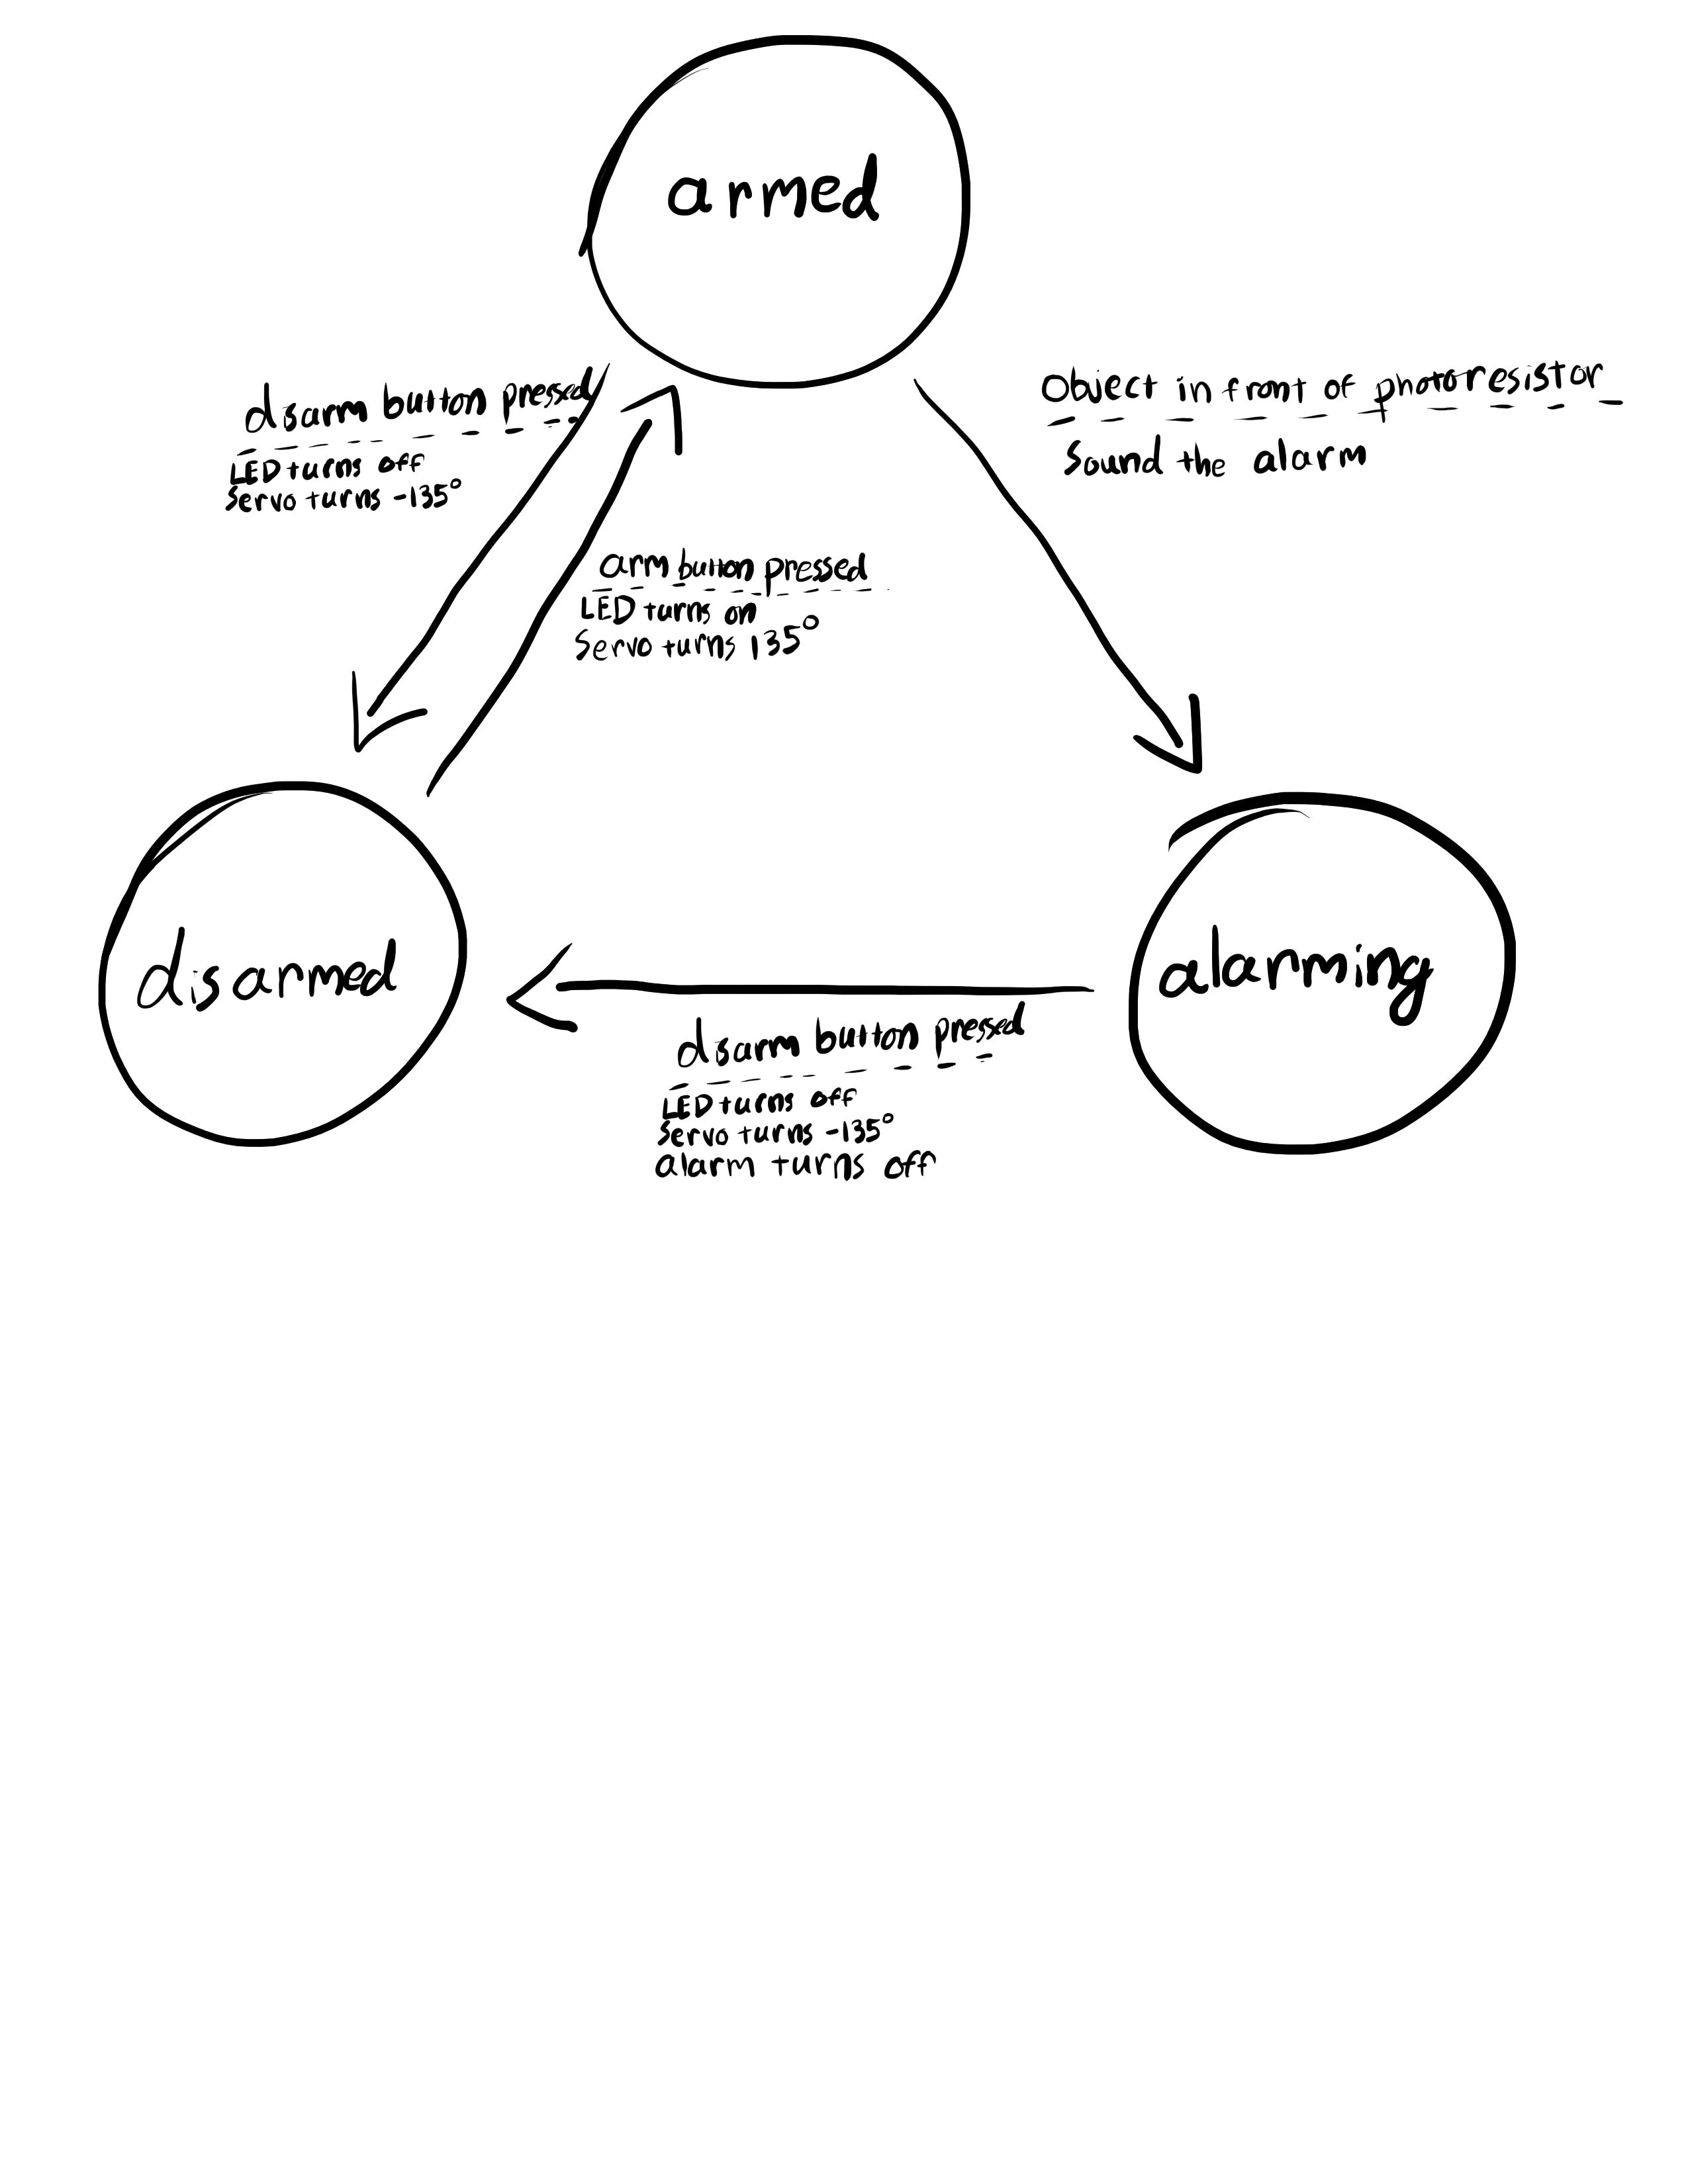 armed
disarm button pressed
LED turns off
Servo turns -135°
Object in front of photoresistor
Sound the alarm
arm button pressed
LED turns on
Servo turns 135°
disarmed
alarming
disarm button pressed
LED turns off
Servo turns -135°
alarm turns off